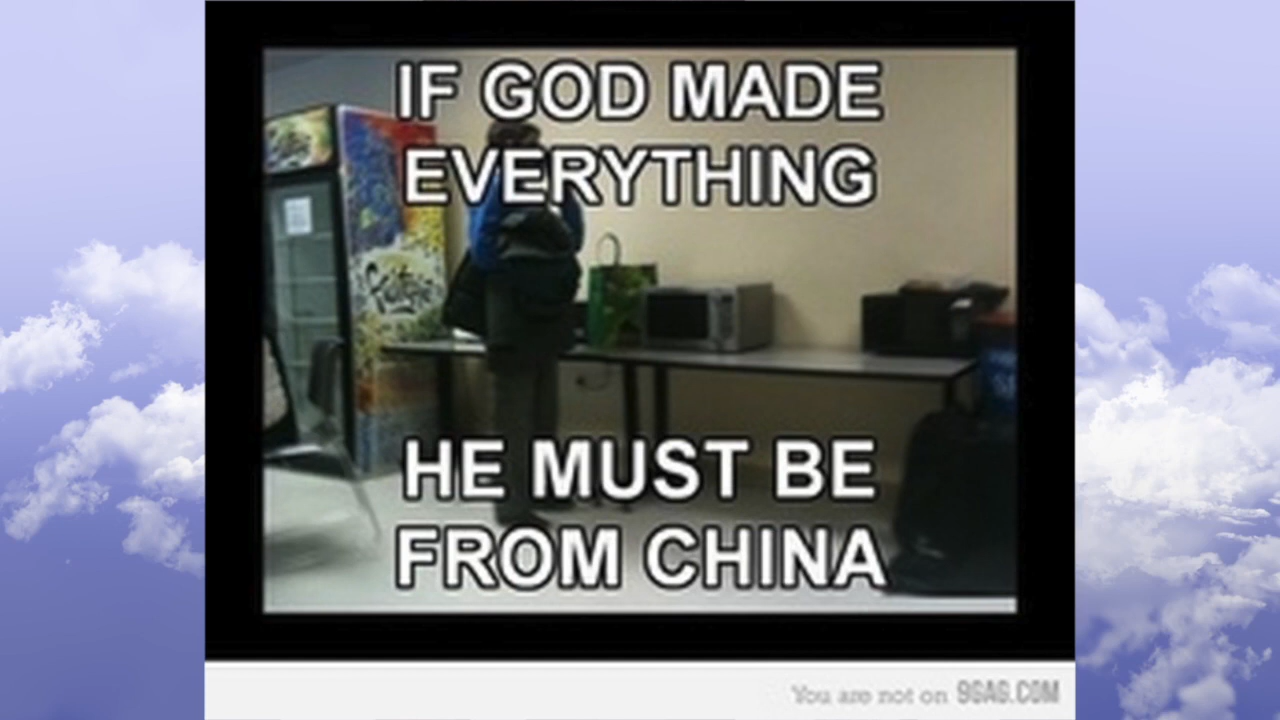 IF GOD MADE
EVERYTHING
HE MUST BE
FROM CHINA
You are not on 9GAG.COM